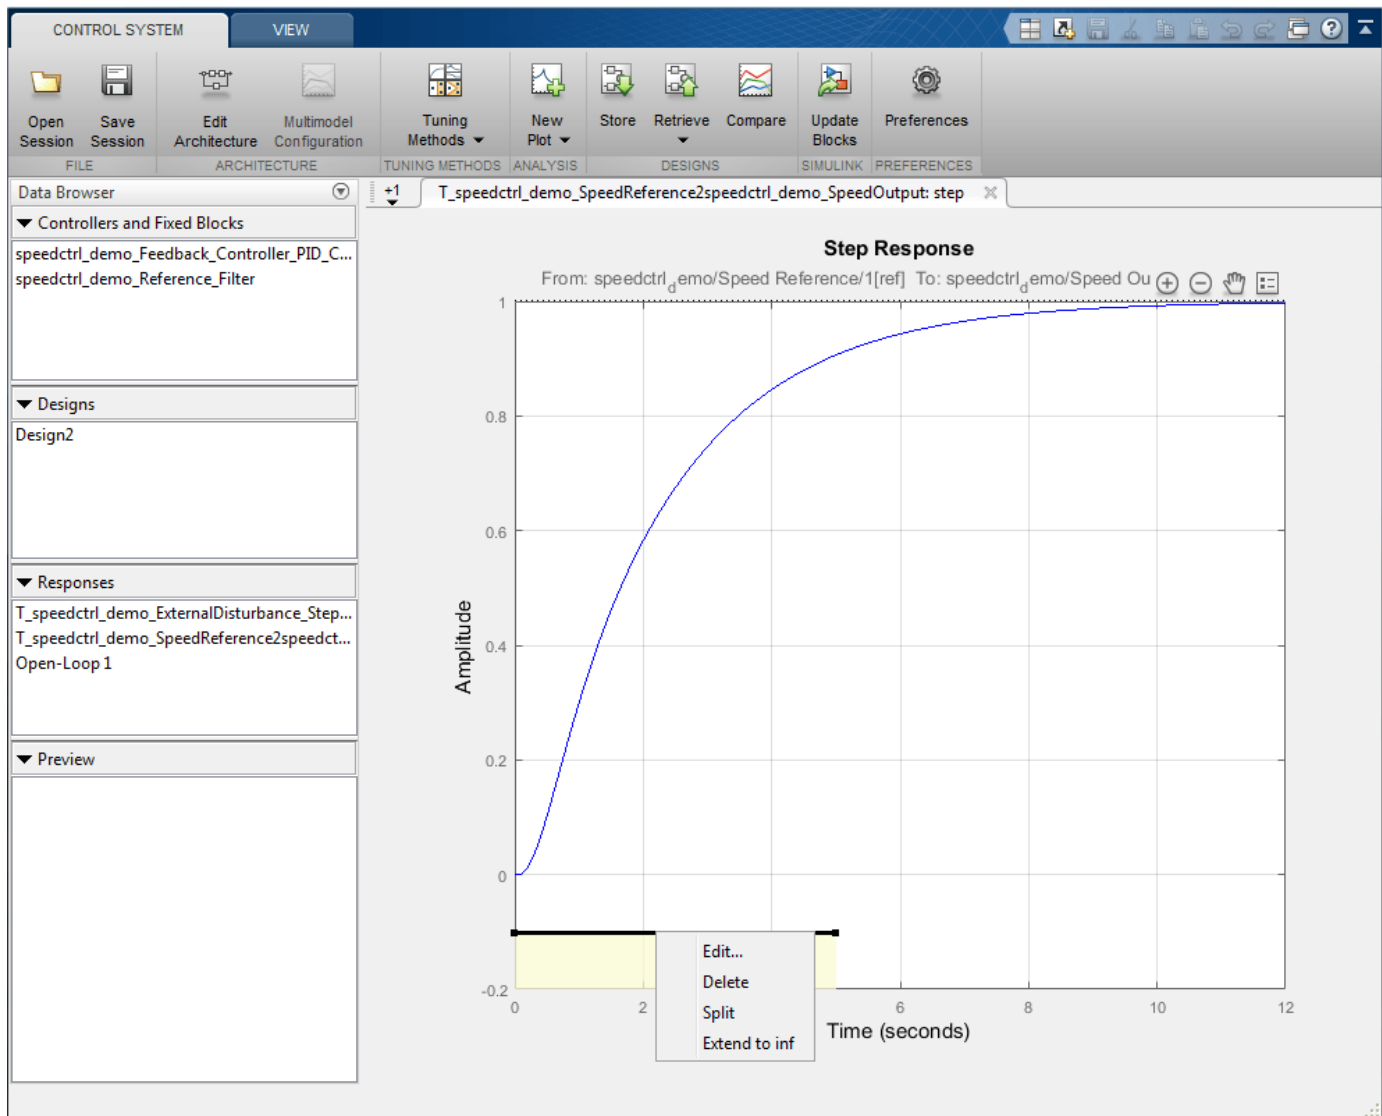 CONTROL SYSTEM
VIEW
Open Session
Save Session
Edit Architecture
Multimodel Configuration
Tuning Methods
New Plot
Store
Retrieve
Compare
Update Blocks
Preferences
FILE
ARCHITECTURE
TUNING METHODS
ANALYSIS
DESIGNS
SIMULINK
PREFERENCES
Data Browser
Controllers and Fixed Blocks
speedctrl_demo_Feedback_Controller_PID_C...
speedctrl_demo_Reference_Filter
Designs
Design2
Responses
T_speedctrl_demo_ExternalDisturbance_Step...
T_speedctrl_demo_SpeedReference2speedct...
Open-Loop 1
Preview
+1
T_speedctrl_demo_SpeedReference2speedctrl_demo_SpeedOutput: step
Step Response
From: speedctrl_demo/Speed Reference/1[ref] To: speedctrl_demo/Speed Ou
1
0.8
0.6
0.4
0.2
0
-0.2
Amplitude
0
2
6
8
10
12
Time (seconds)
Edit...
Delete
Split
Extend to inf